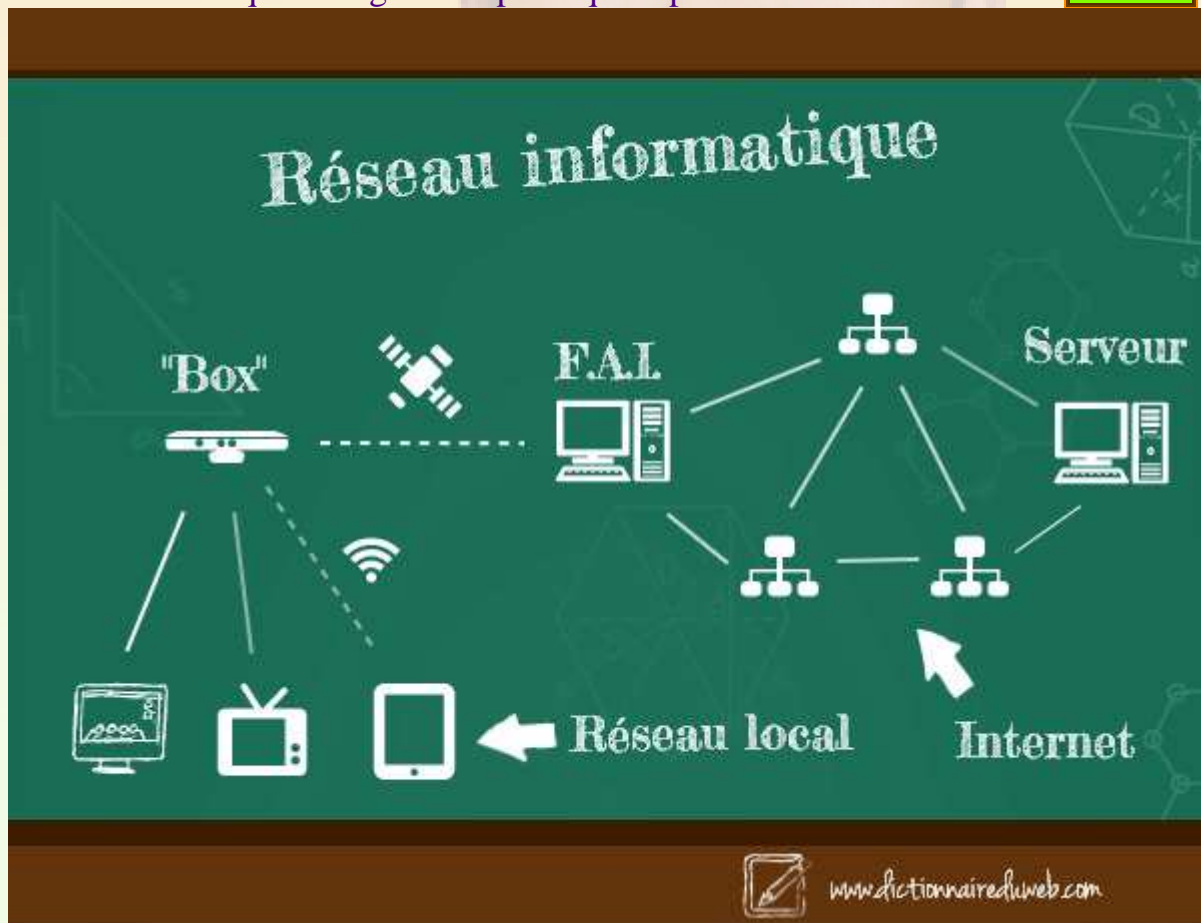 Réseau informatique
"Box"
F.A.I.
Serveur
Réseau local
Internet
www.dictionnaireduweb.com